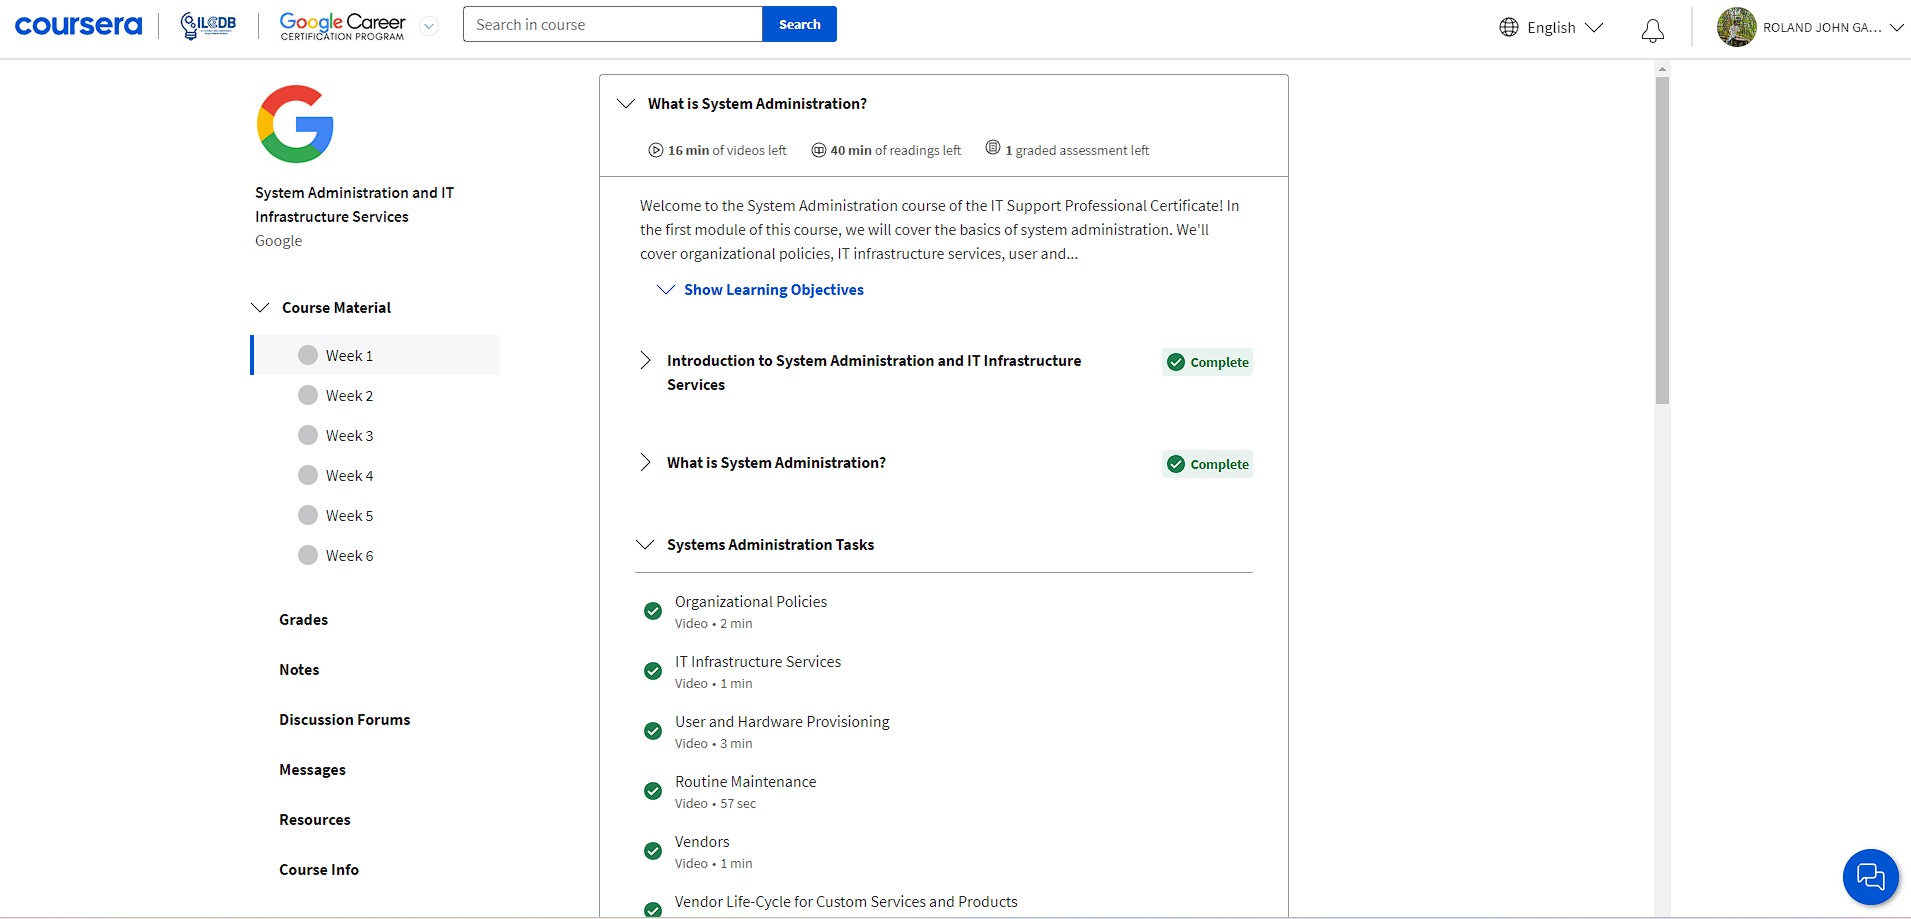 coursera
ILCDB
Google Career
CERTIFICATION PROGRAM
Search in course
Search
English
ROLAND JOHN GA...
System Administration and IT
Infrastructure Services
Google
Course Material
Week 1
Week 2
Week 3
Week 4
Week 5
Week 6
Grades
Notes
Discussion Forums
Messages
Resources
Course Info
What is System Administration?
16 min of videos left
40 min of readings left
1 graded assessment left
Welcome to the System Administration course of the IT Support Professional Certificate! In
the first module of this course, we will cover the basics of system administration. We'll
cover organizational policies, IT infrastructure services, user and...
Show Learning Objectives
Introduction to System Administration and IT Infrastructure
Services
Complete
What is System Administration?
Complete
Systems Administration Tasks
Organizational Policies
Video • 2 min
IT Infrastructure Services
Video • 1 min
User and Hardware Provisioning
Video • 3 min
Routine Maintenance
Video • 57 sec
Vendors
Video • 1 min
Vendor Life-Cycle for Custom Services and Products